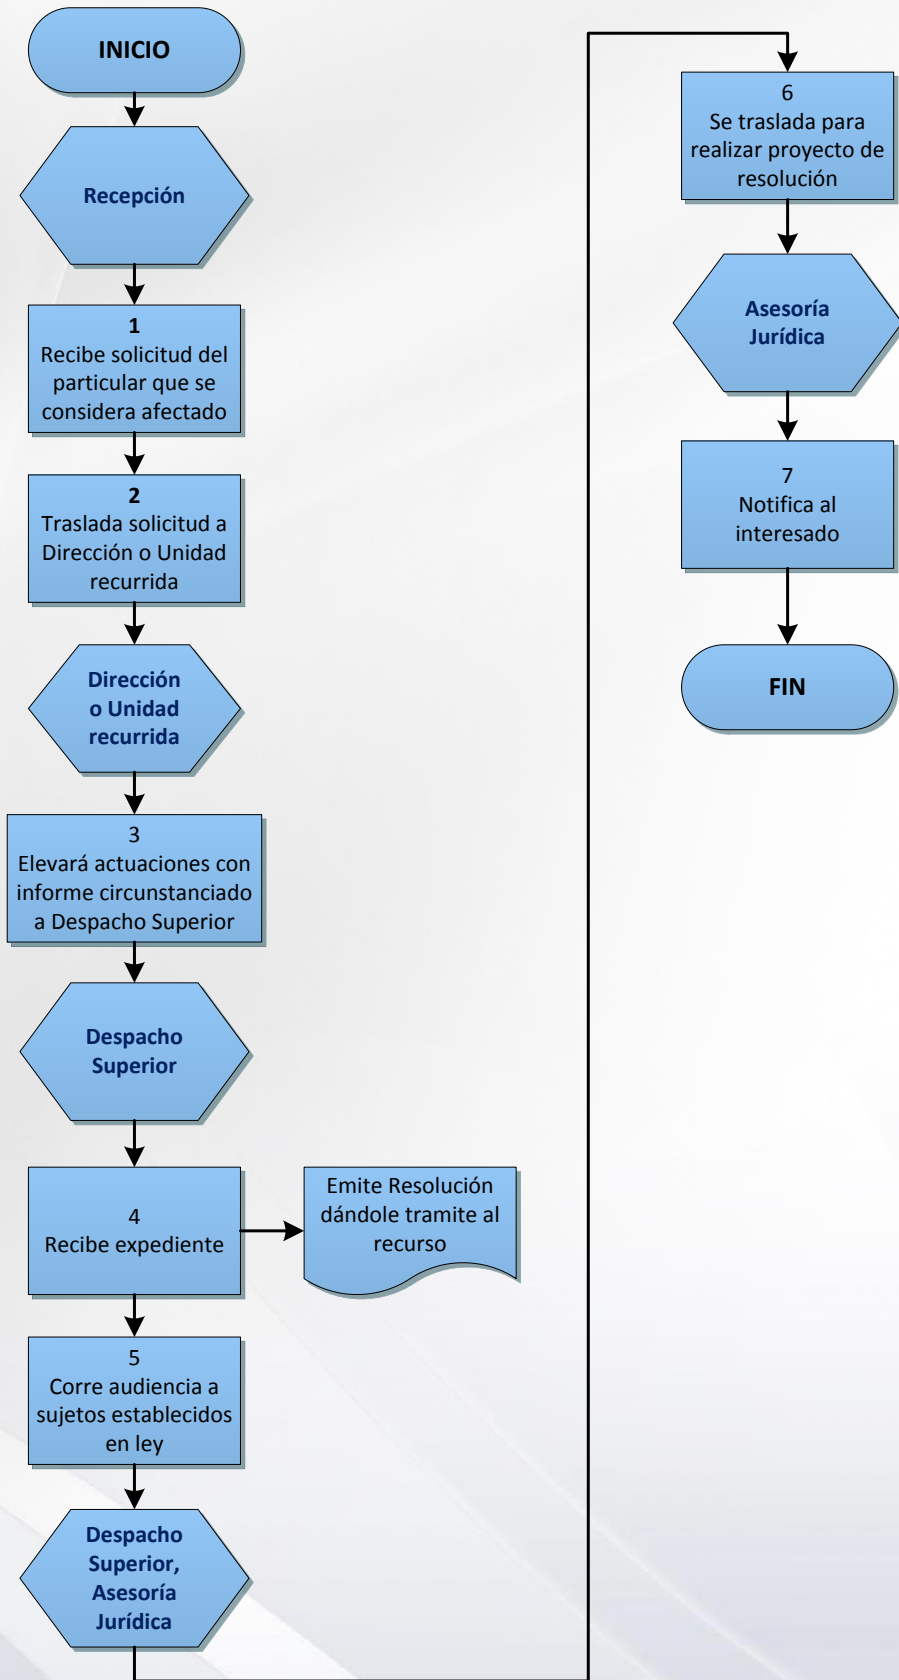 INICIO
Recepción
1
Recibe solicitud del
particular que se
considera afectado
2
Traslada solicitud a
Dirección o Unidad
recurrida
Dirección
o Unidad
recurrida
3
Elevará actuaciones con
informe circunstanciado
a Despacho Superior
Despacho
Superior
4
Recibe expediente
Emite Resolución
dándole tramite al
recurso
5
Corre audiencia a
sujetos establecidos
en ley
Despacho
Superior,
Asesoría
Jurídica
6
Se traslada para
realizar proyecto de
resolución
Asesoría
Jurídica
7
Notifica al
interesado
FIN